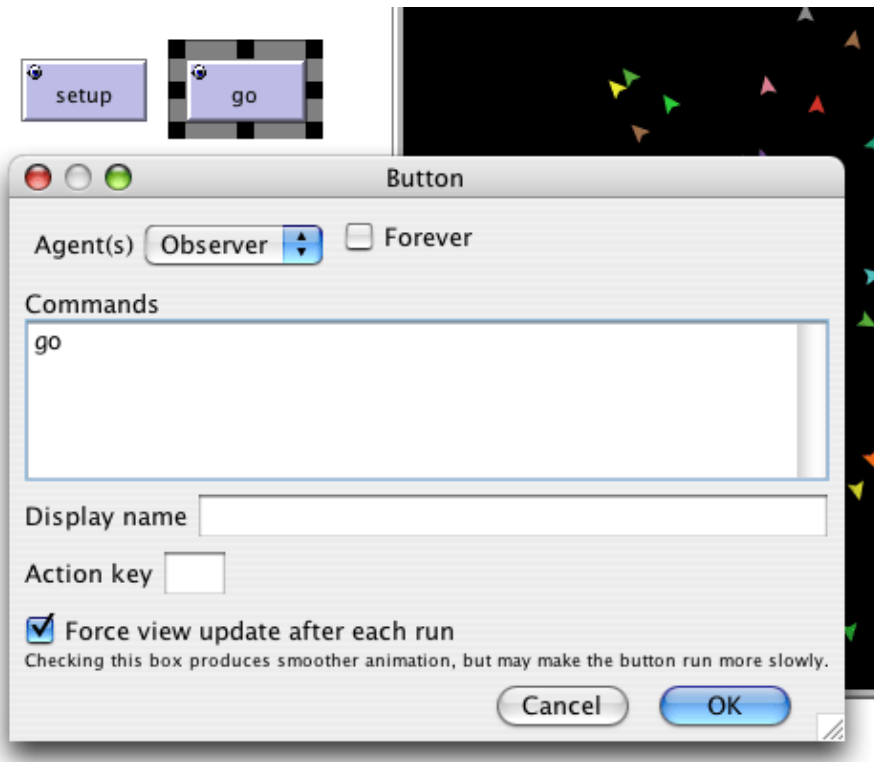 setup
go
Button
Agent(s) Observer Forever
Commands
go
Display name
Action key
Force view update after each run
Checking this box produces smoother animation, but may make the button run more slowly.
Cancel OK